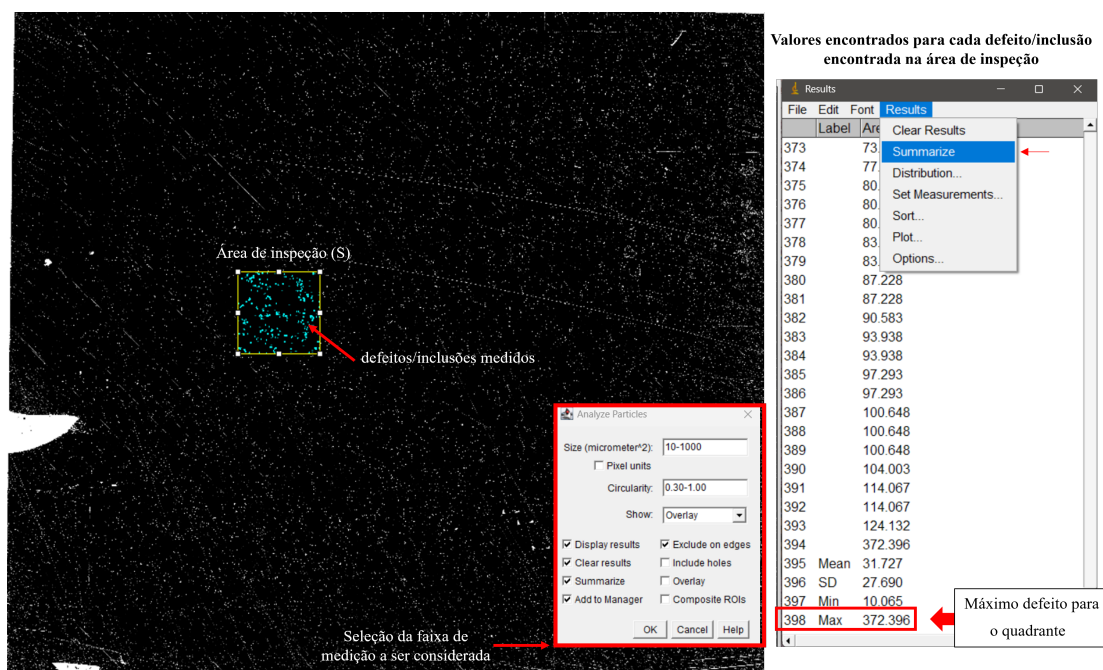 Área de inspeção (S)
defeitos/inclusões medidos
Seleção da faixa de
medição a ser considerada
Analyze Particles
Size (micrometer^2): 10-1000
Pixel units
Circularity: 0.30-1.00
Show: Overlay
Display results Exclude on edges
Clear results Include holes
Summarize Overlay
Add to Manager Composite ROIs
OK Cancel Help
Valores encontrados para cada defeito/inclusão
encontrada na área de inspeção
Results
File Edit Font Results
Label Are
Clear Results
Summarize
Distribution...
Set Measurements...
Sort...
Plot...
Options...
373 73.
374 77.
375 80.
376 80.
377 80.
378 83.
379 83.
380 87.228
381 87.228
382 90.583
383 93.938
384 93.938
385 97.293
386 97.293
387 100.648
388 100.648
389 100.648
390 104.003
391 114.067
392 114.067
393 124.132
394 372.396
395 Mean 31.727
396 SD 27.690
397 Min 10.065
398 Max 372.396
Máximo defeito para
o quadrante